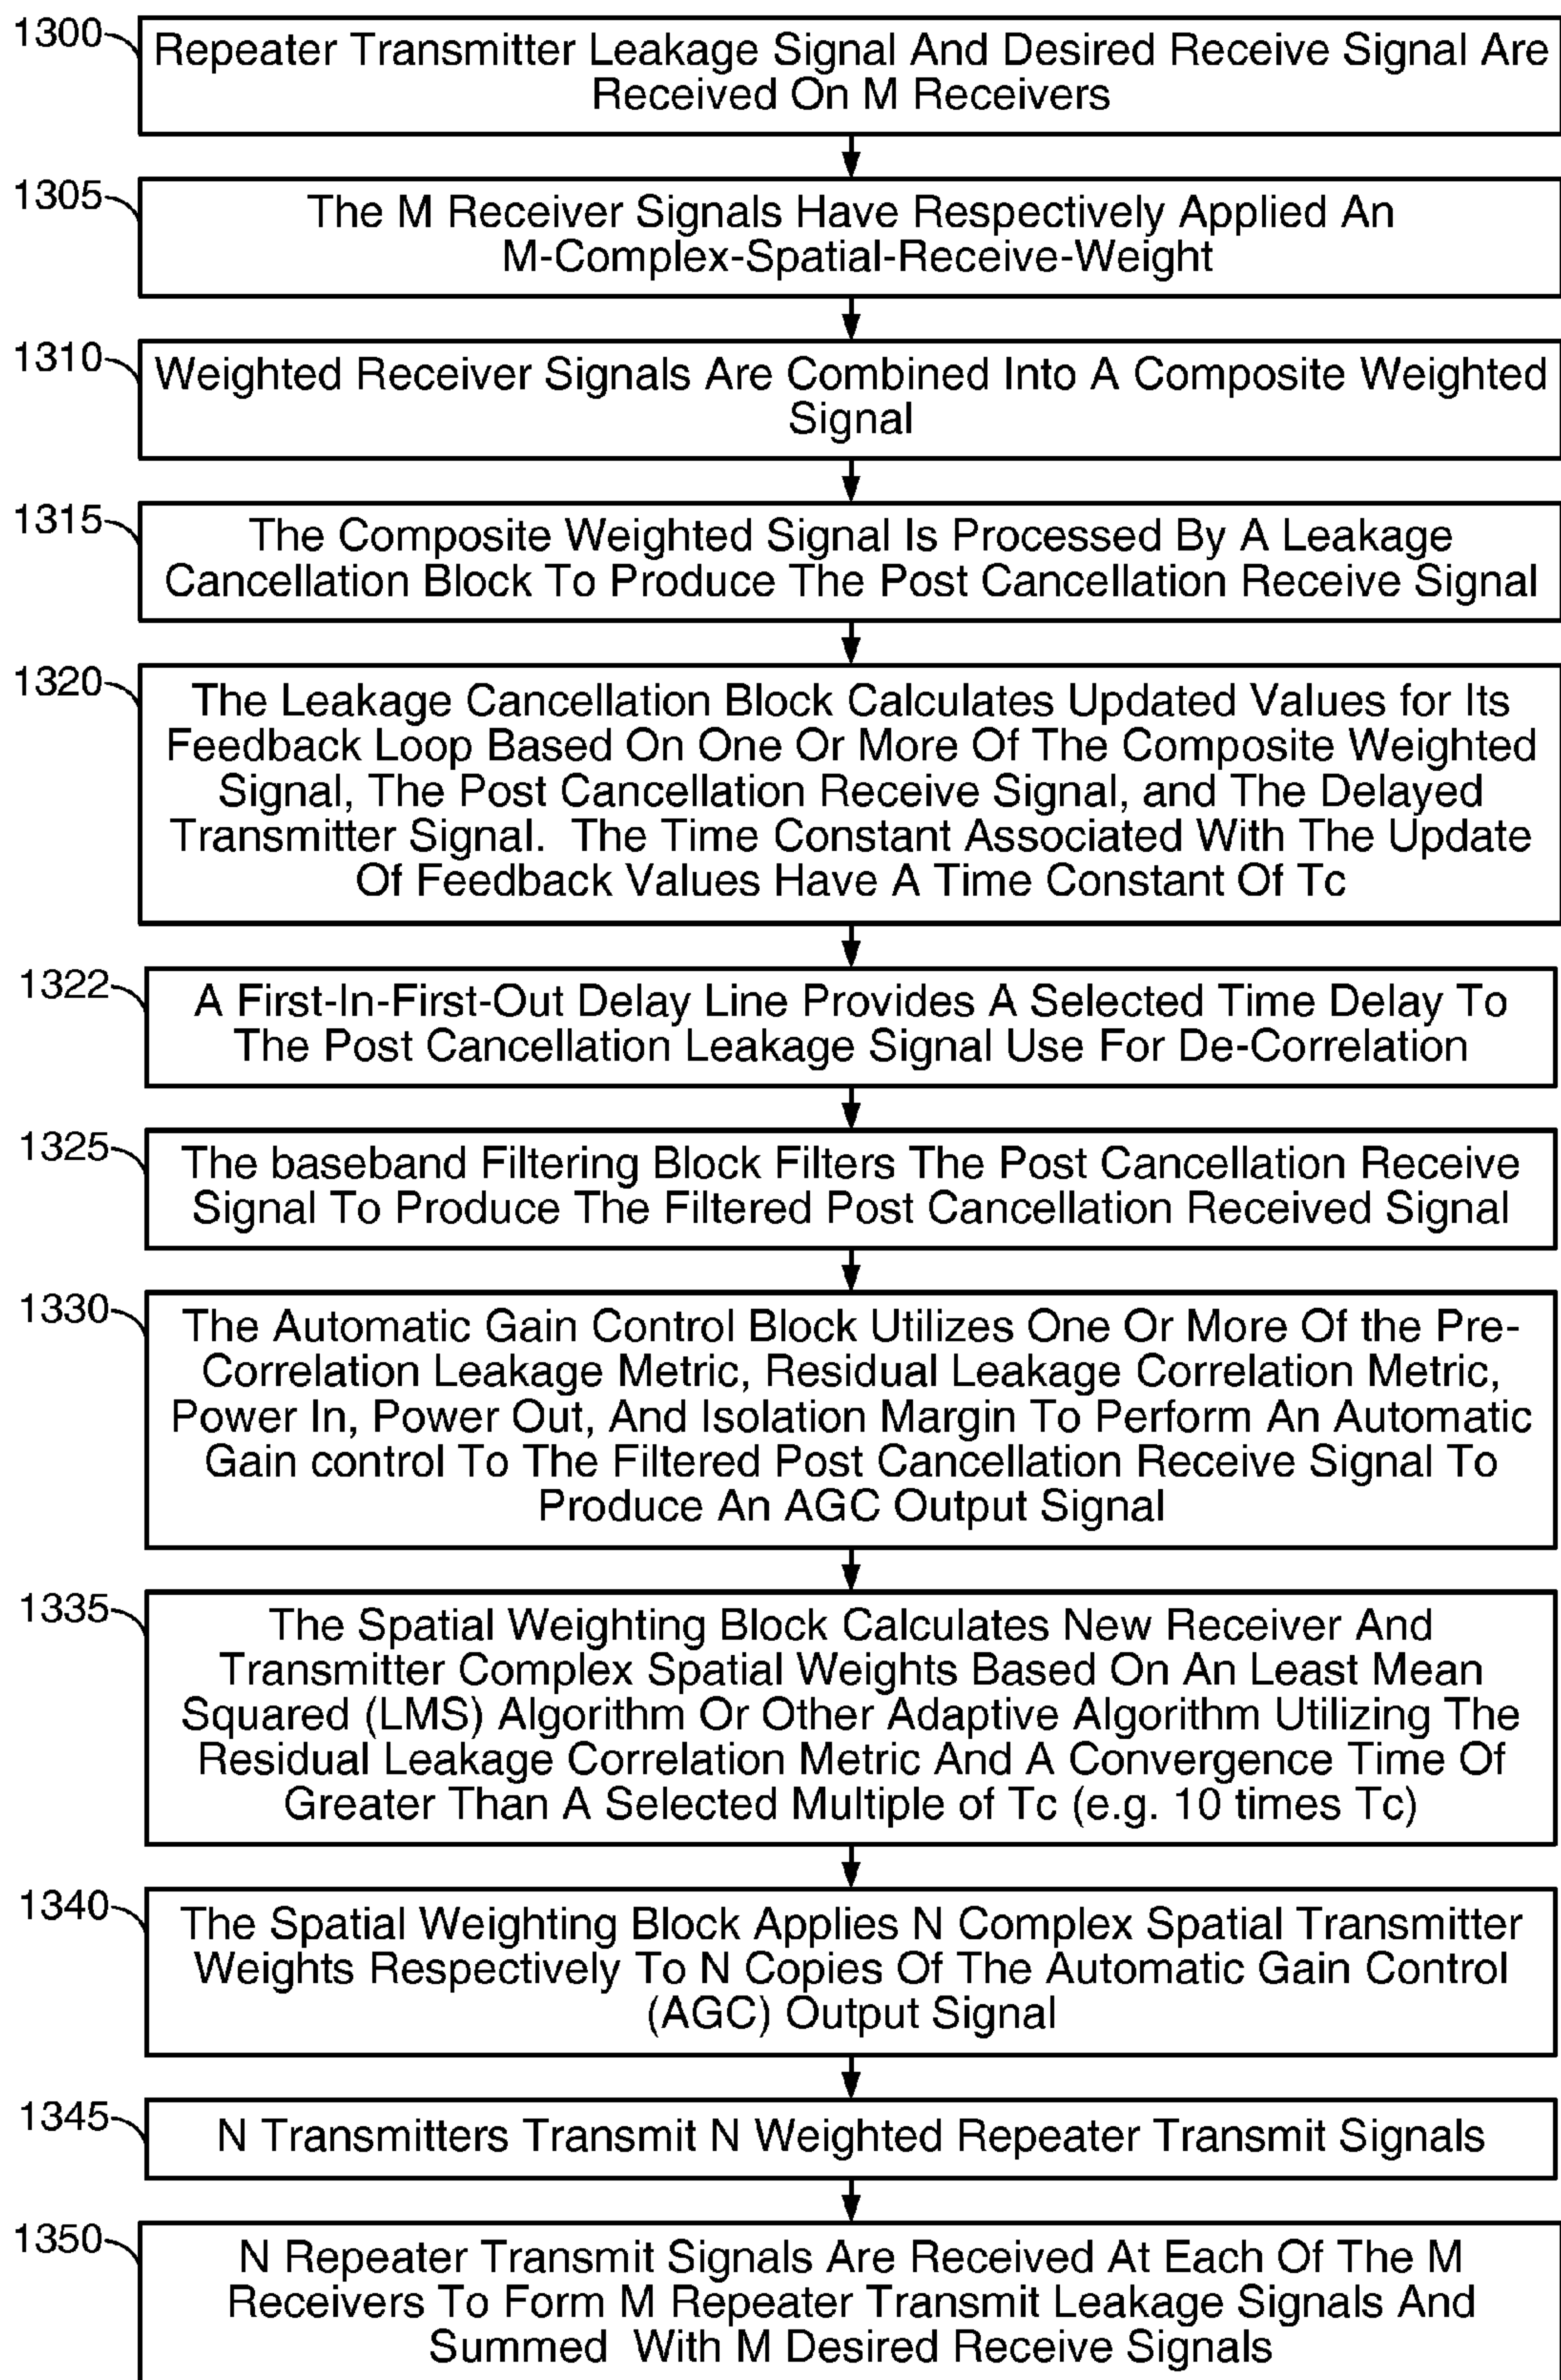 1300
Repeater Transmitter Leakage Signal And Desired Receive Signal Are
Received On M Receivers
1305
The M Receiver Signals Have Respectively Applied An
M-Complex-Spatial-Receive-Weight
1310
Weighted Receiver Signals Are Combined Into A Composite Weighted
Signal
1315
The Composite Weighted Signal Is Processed By A Leakage
Cancellation Block To Produce The Post Cancellation Receive Signal
1320
The Leakage Cancellation Block Calculates Updated Values for Its
Feedback Loop Based On One Or More Of The Composite Weighted
Signal, The Post Cancellation Receive Signal, and The Delayed
Transmitter Signal. The Time Constant Associated With The Update
Of Feedback Values Have A Time Constant Of Tc
1322
A First-In-First-Out Delay Line Provides A Selected Time Delay To
The Post Cancellation Leakage Signal Use For De-Correlation
1325
The baseband Filtering Block Filters The Post Cancellation Receive
Signal To Produce The Filtered Post Cancellation Received Signal
1330
The Automatic Gain Control Block Utilizes One Or More Of the Pre-
Correlation Leakage Metric, Residual Leakage Correlation Metric,
Power In, Power Out, And Isolation Margin To Perform An Automatic
Gain control To The Filtered Post Cancellation Receive Signal To
Produce An AGC Output Signal
1335
The Spatial Weighting Block Calculates New Receiver And
Transmitter Complex Spatial Weights Based On An Least Mean
Squared (LMS) Algorithm Or Other Adaptive Algorithm Utilizing The
Residual Leakage Correlation Metric And A Convergence Time Of
Greater Than A Selected Multiple of Tc (e.g. 10 times Tc)
1340
The Spatial Weighting Block Applies N Complex Spatial Transmitter
Weights Respectively To N Copies Of The Automatic Gain Control
(AGC) Output Signal
1345
N Transmitters Transmit N Weighted Repeater Transmit Signals
1350
N Repeater Transmit Signals Are Received At Each Of The M
Receivers To Form M Repeater Transmit Leakage Signals And
Summed With M Desired Receive Signals